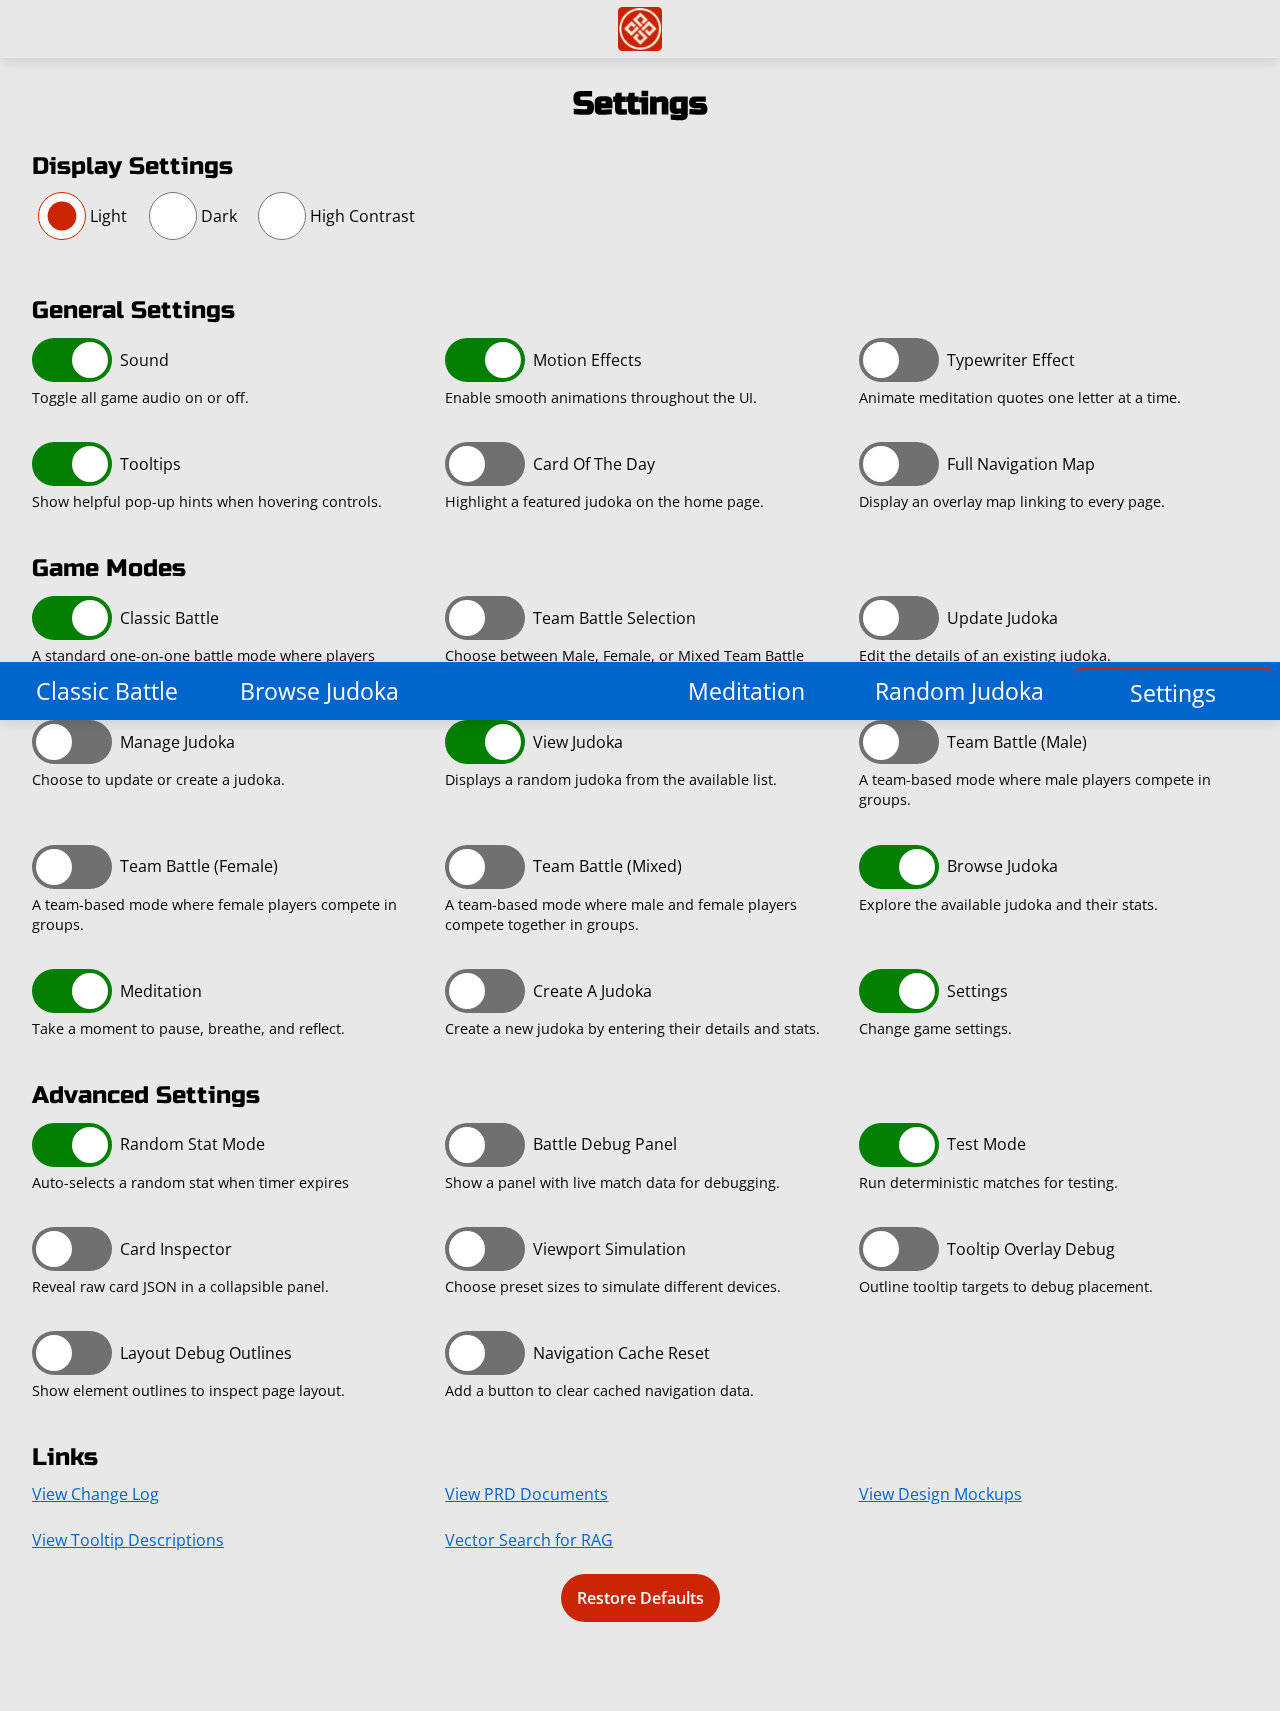 Settings
Display Settings
Light Dark High Contrast
General Settings
Sound Motion Effects Typewriter Effect
Toggle all game audio on or off. Enable smooth animations throughout the UI. Animate meditation quotes one letter at a time.
Tooltips Card Of The Day Full Navigation Map
Show helpful pop-up hints when hovering controls. Highlight a featured judoka on the home page. Display an overlay map linking to every page.
Game Modes
Classic Battle Team Battle Selection Update Judoka
A standard one-on-one battle mode where players Choose between Male, Female, or Mixed Team Battle Edit the details of an existing judoka.
Classic Battle Browse Judoka Meditation Random Judoka Settings
Manage Judoka View Judoka Team Battle (Male)
Choose to update or create a judoka. Displays a random judoka from the available list. A team-based mode where male players compete in
groups.
Team Battle (Female) Team Battle (Mixed) Browse Judoka
A team-based mode where female players compete in A team-based mode where male and female players Explore the available judoka and their stats.
groups. compete together in groups.
Meditation Create A Judoka Settings
Take a moment to pause, breathe, and reflect. Create a new judoka by entering their details and stats. Change game settings.
Advanced Settings
Random Stat Mode Battle Debug Panel Test Mode
Auto-selects a random stat when timer expires Show a panel with live match data for debugging. Run deterministic matches for testing.
Card Inspector Viewport Simulation Tooltip Overlay Debug
Reveal raw card JSON in a collapsible panel. Choose preset sizes to simulate different devices. Outline tooltip targets to debug placement.
Layout Debug Outlines Navigation Cache Reset
Show element outlines to inspect page layout. Add a button to clear cached navigation data.
Links
View Change Log View PRD Documents View Design Mockups
View Tooltip Descriptions Vector Search for RAG
Restore Defaults